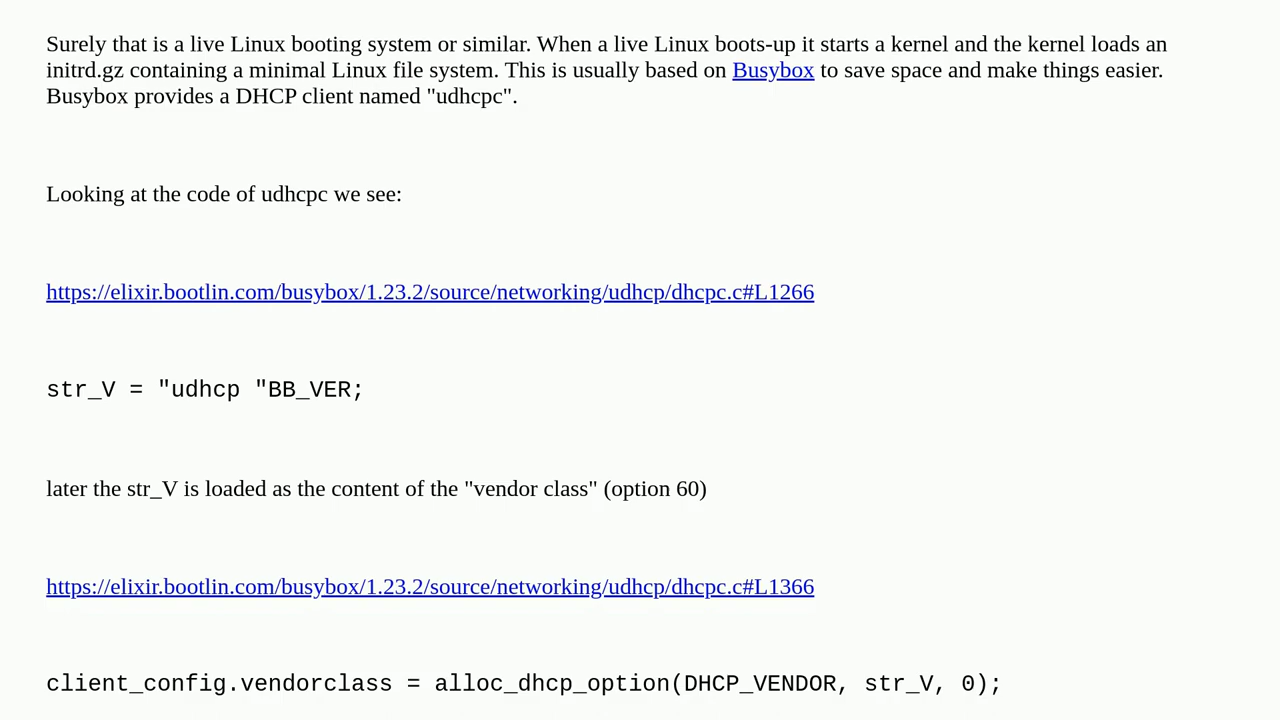 Surely that is a live Linux booting system or similar. When a live Linux boots-up it starts a kernel and the kernel loads an
initrd.gz containing a minimal Linux file system. This is usually based on Busybox to save space and make things easier.
Busybox provides a DHCP client named "udhcpc".
Looking at the code of udhcpc we see:
https://elixir.bootlin.com/busybox/1.23.2/source/networking/udhcp/dhcpc.c#L1266
str_V = "udhcp "BB_VER;
later the str_V is loaded as the content of the "vendor class" (option 60)
https://elixir.bootlin.com/busybox/1.23.2/source/networking/udhcp/dhcpc.c#L1366
client_config.vendorclass = alloc_dhcp_option(DHCP_VENDOR, str_V, 0);